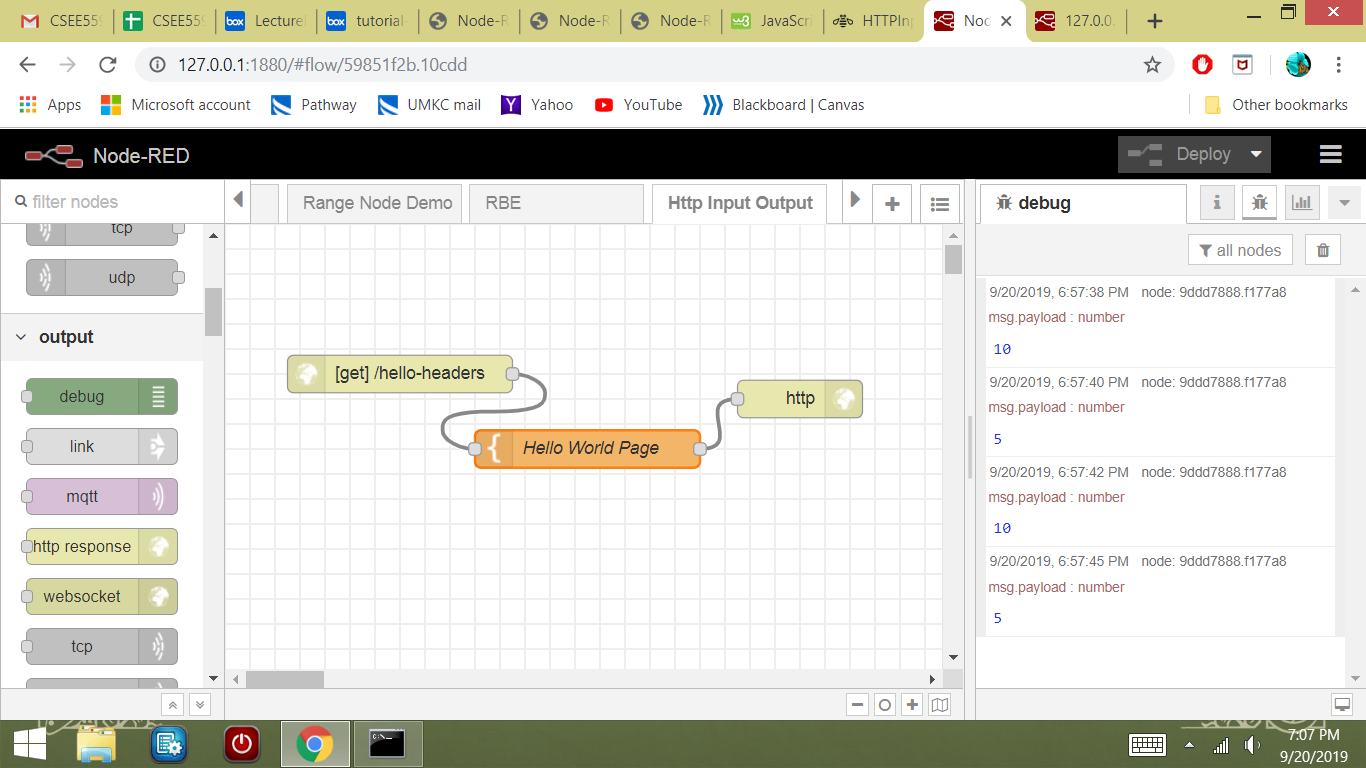 CSEE559
CSEE559
Lecture
tutorial-
Node-R
Node-R
Node-R
JavaScri
HTTPInp
Nod
127.0.0.
127.0.0.1:1880/#flow/59851f2b.10cdd
Apps
Microsoft account
Pathway
UMKC mail
Yahoo
YouTube
Blackboard | Canvas
Other bookmarks
Node-RED
Deploy
filter nodes
Range Node Demo
RBE
Http Input Output
debug
all nodes
tcp
udp
output
debug
link
mqtt
http response
websocket
tcp
[get] /hello-headers
Hello World Page
http
9/20/2019, 6:57:38 PM node: 9ddd7888.f177a8
msg.payload : number
10
9/20/2019, 6:57:40 PM node: 9ddd7888.f177a8
msg.payload : number
5
9/20/2019, 6:57:42 PM node: 9ddd7888.f177a8
msg.payload : number
10
9/20/2019, 6:57:45 PM node: 9ddd7888.f177a8
msg.payload : number
5
7:07 PM
9/20/2019